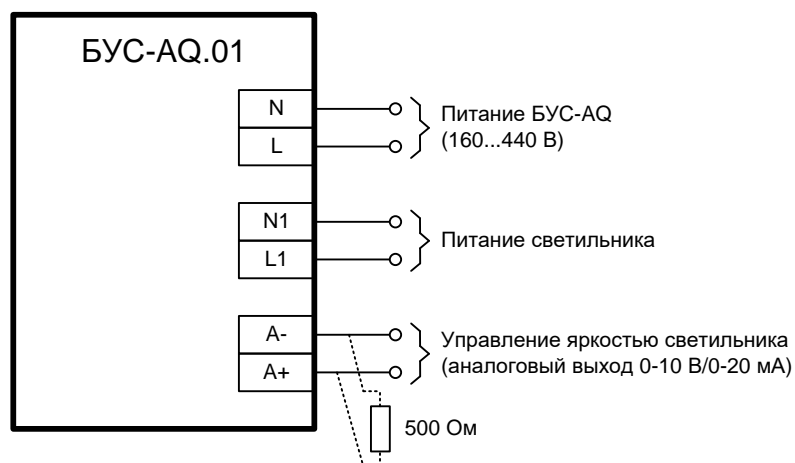 БУС-AQ.01
N
Питание БУС-AQ
L
(160...440 В)
N1
Питание светильника
L1
A-
Управление яркостью светильника
A+
(аналоговый выход 0-10 В/0-20 мА)
500 Ом